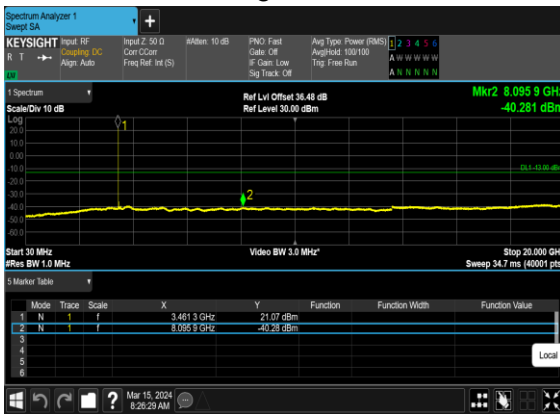 Spectrum Analyzer 1
Swept SA
KEYSIGHT
R T
LV
Input: RF
Coupling: DC
Align: Auto
Input Z: 50 Ω
Corr CCorr
Freq Ref: Int (S)
#Atten: 10 dB
PNO: Fast
Gate: Off
IF Gain: Low
Sig Track: Off
Avg Type: Power (RMS)
Avg|Hold: 100/100
Trig: Free Run
1 2 3 4 5 6
A W W W W W
A N N N N N
1 Spectrum
Scale/Div 10 dB
Ref Lvl Offset 36.48 dB
Ref Level 30.00 dBm
Mkr2 8.095 9 GHz
-40.281 dBm
Log
20.0
10.0
0.00
-10.0
-20.0
-30.0
-40.0
-50.0
-60.0
1
2
DL1 -13.00 dBm
Start 30 MHz
#Res BW 1.0 MHz
Video BW 3.0 MHz*
Stop 20.000 GHz
Sweep 34.7 ms (40001 pts)
5 Marker Table
Mode Trace Scale X Y Function Function Width Function Value
1 N 1 f 3.461 3 GHz 21.07 dBm
2 N 1 f 8.095 9 GHz -40.28 dBm
3
4
5
6
Local
?
Mar 15, 2024
8:26:29 AM